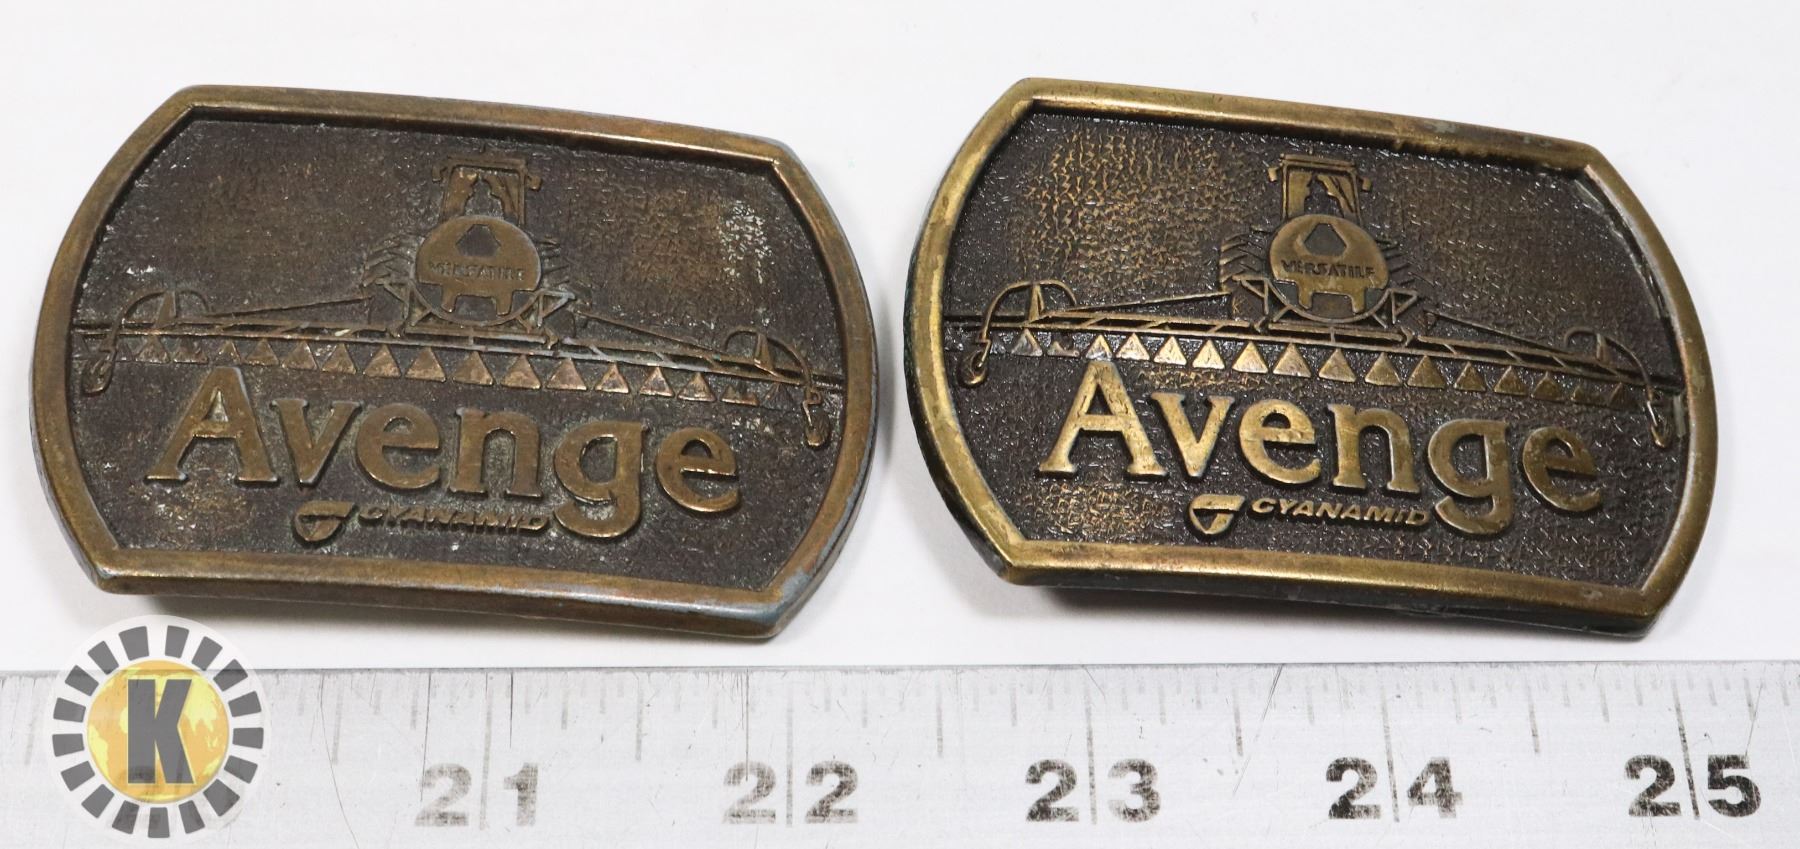 VERSATILE
Avenge
CYANAMID
VERSATILE
Avenge
CYANAMID
K
21 22 23 24 25